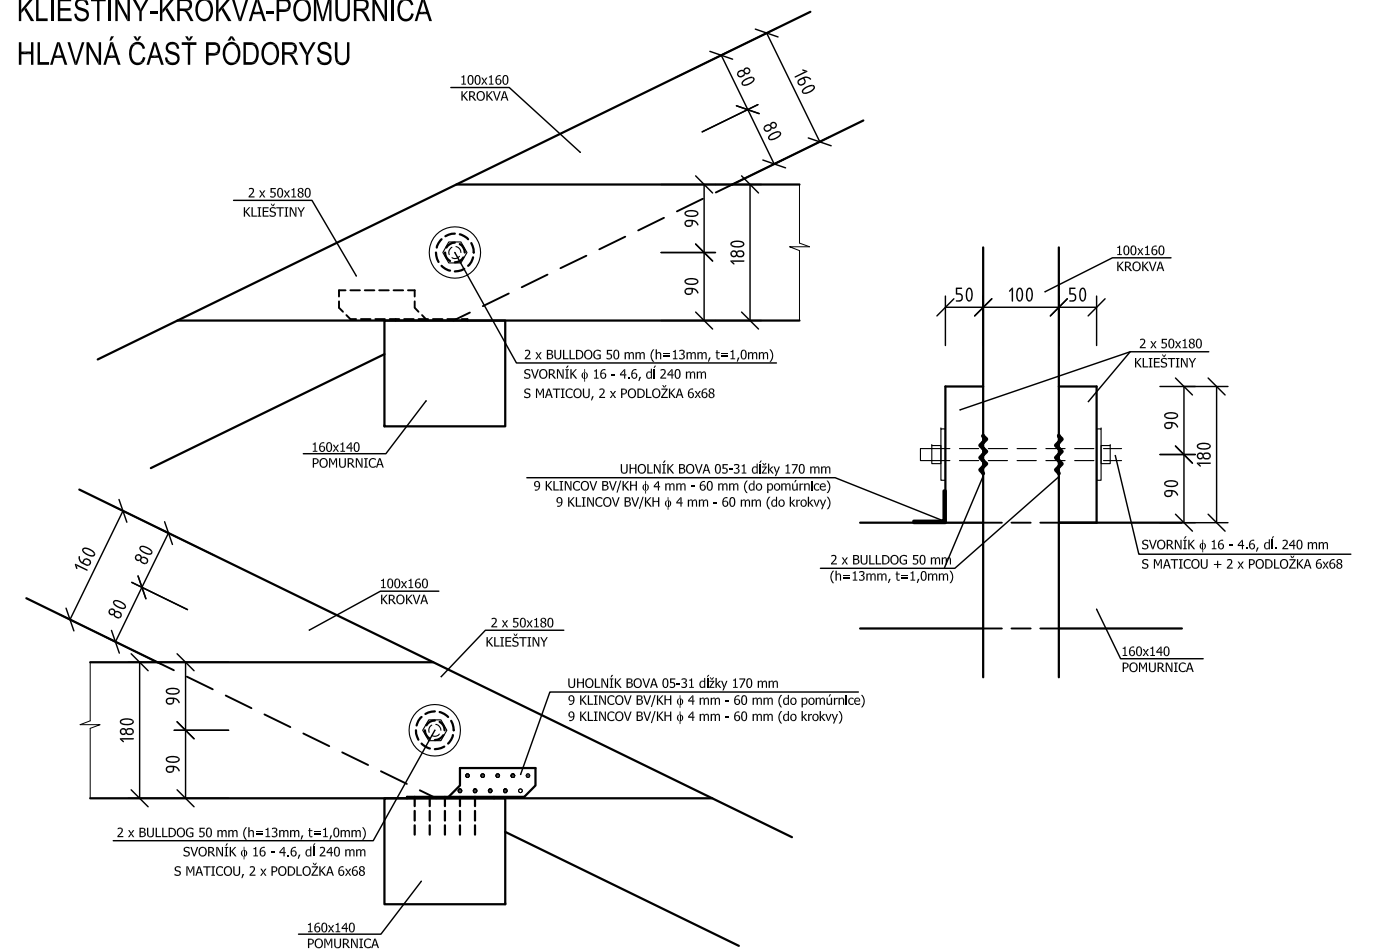 KLIEŠTINY-KROKVA-POMÚRNICA
HLAVNÁ ČASŤ PÔDORYSU
100x160
KROKVA
80
160
80
2 x 50x180
KLIEŠTINY
90
180
90
2 x BULLDOG 50 mm (h=13mm, t=1,0mm)
SVORNÍK ϕ 16 - 4.6, dĺ 240 mm
S MATICOU, 2 x PODLOŽKA 6x68
160x140
POMURNICA
100x160
KROKVA
50
100
50
2 x 50x180
KLIEŠTINY
90
180
90
UHOLNÍK BOVA 05-31 dĺžky 170 mm
9 KLINCOV BV/KH ϕ 4 mm - 60 mm (do pomúrnice)
9 KLINCOV BV/KH ϕ 4 mm - 60 mm (do krokvy)
2 x BULLDOG 50 mm
(h=13mm, t=1,0mm)
SVORNÍK ϕ 16 - 4.6, dĺ. 240 mm
S MATICOU + 2 x PODLOŽKA 6x68
160x140
POMURNICA
160
80
80
100x160
KROKVA
2 x 50x180
KLIEŠTINY
UHOLNÍK BOVA 05-31 dĺžky 170 mm
9 KLINCOV BV/KH ϕ 4 mm - 60 mm (do pomúrnice)
9 KLINCOV BV/KH ϕ 4 mm - 60 mm (do krokvy)
90
180
90
2 x BULLDOG 50 mm (h=13mm, t=1,0mm)
SVORNÍK ϕ 16 - 4.6, dĺ 240 mm
S MATICOU, 2 x PODLOŽKA 6x68
160x140
POMURNICA